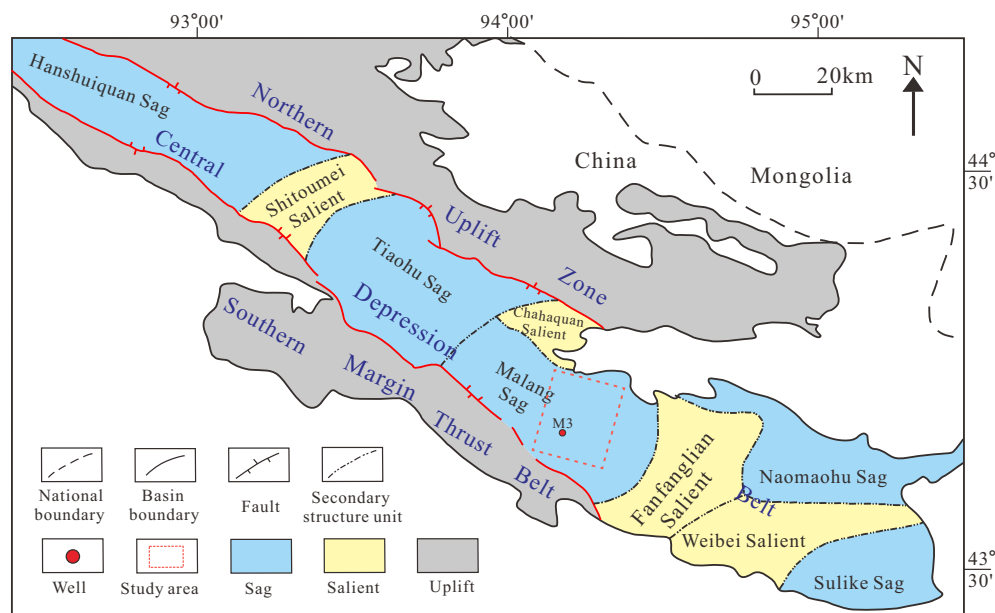 93°00'
94°00'
95°00'
Hanshuiquan Sag
Northern
0 20km
N
Central
China
44°
30'
Mongolia
Shitoumei
Salient
Uplift
Tiaohu Sag
Zone
Depression
Chahaquan
Salient
Southern
Malang
Sag
Margin
M3
Thrust
Fanfanglian
Salient
Naomaohu Sag
Belt
Belt
Weibei Salient
Sulike Sag
43°
30'
National
boundary
Basin
boundary
Fault
Secondary
structure unit
Well
Study area
Sag
Salient
Uplift